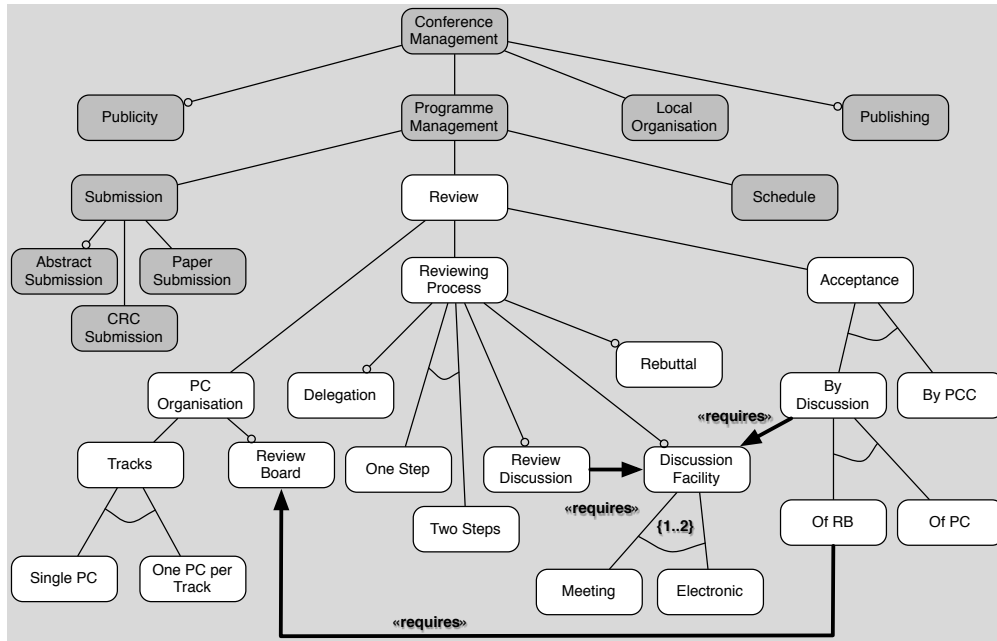 Conference
Management
Publicity
Programme
Management
Local
Organisation
Publishing
Submission
Review
Schedule
Abstract
Submission
Paper
Submission
CRC
Submission
Reviewing
Process
Acceptance
PC
Organisation
Delegation
Rebuttal
By
Discussion
By PCC
«requires»
Tracks
Review
Board
One Step
Review
Discussion
Discussion
Facility
«requires»
Two Steps
{1..2}
Of RB
Of PC
Single PC
One PC per
Track
Meeting
Electronic
«requires»